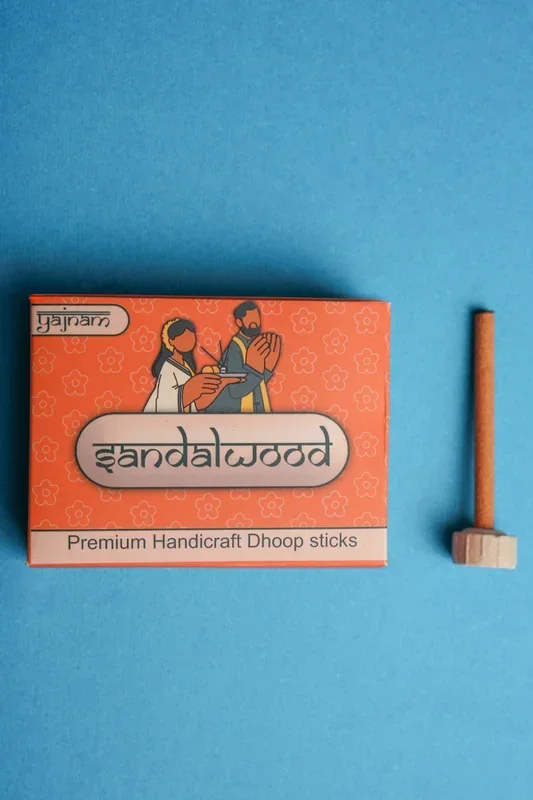 yajnam
sandalwood
Premium Handicraft Dhoop sticks